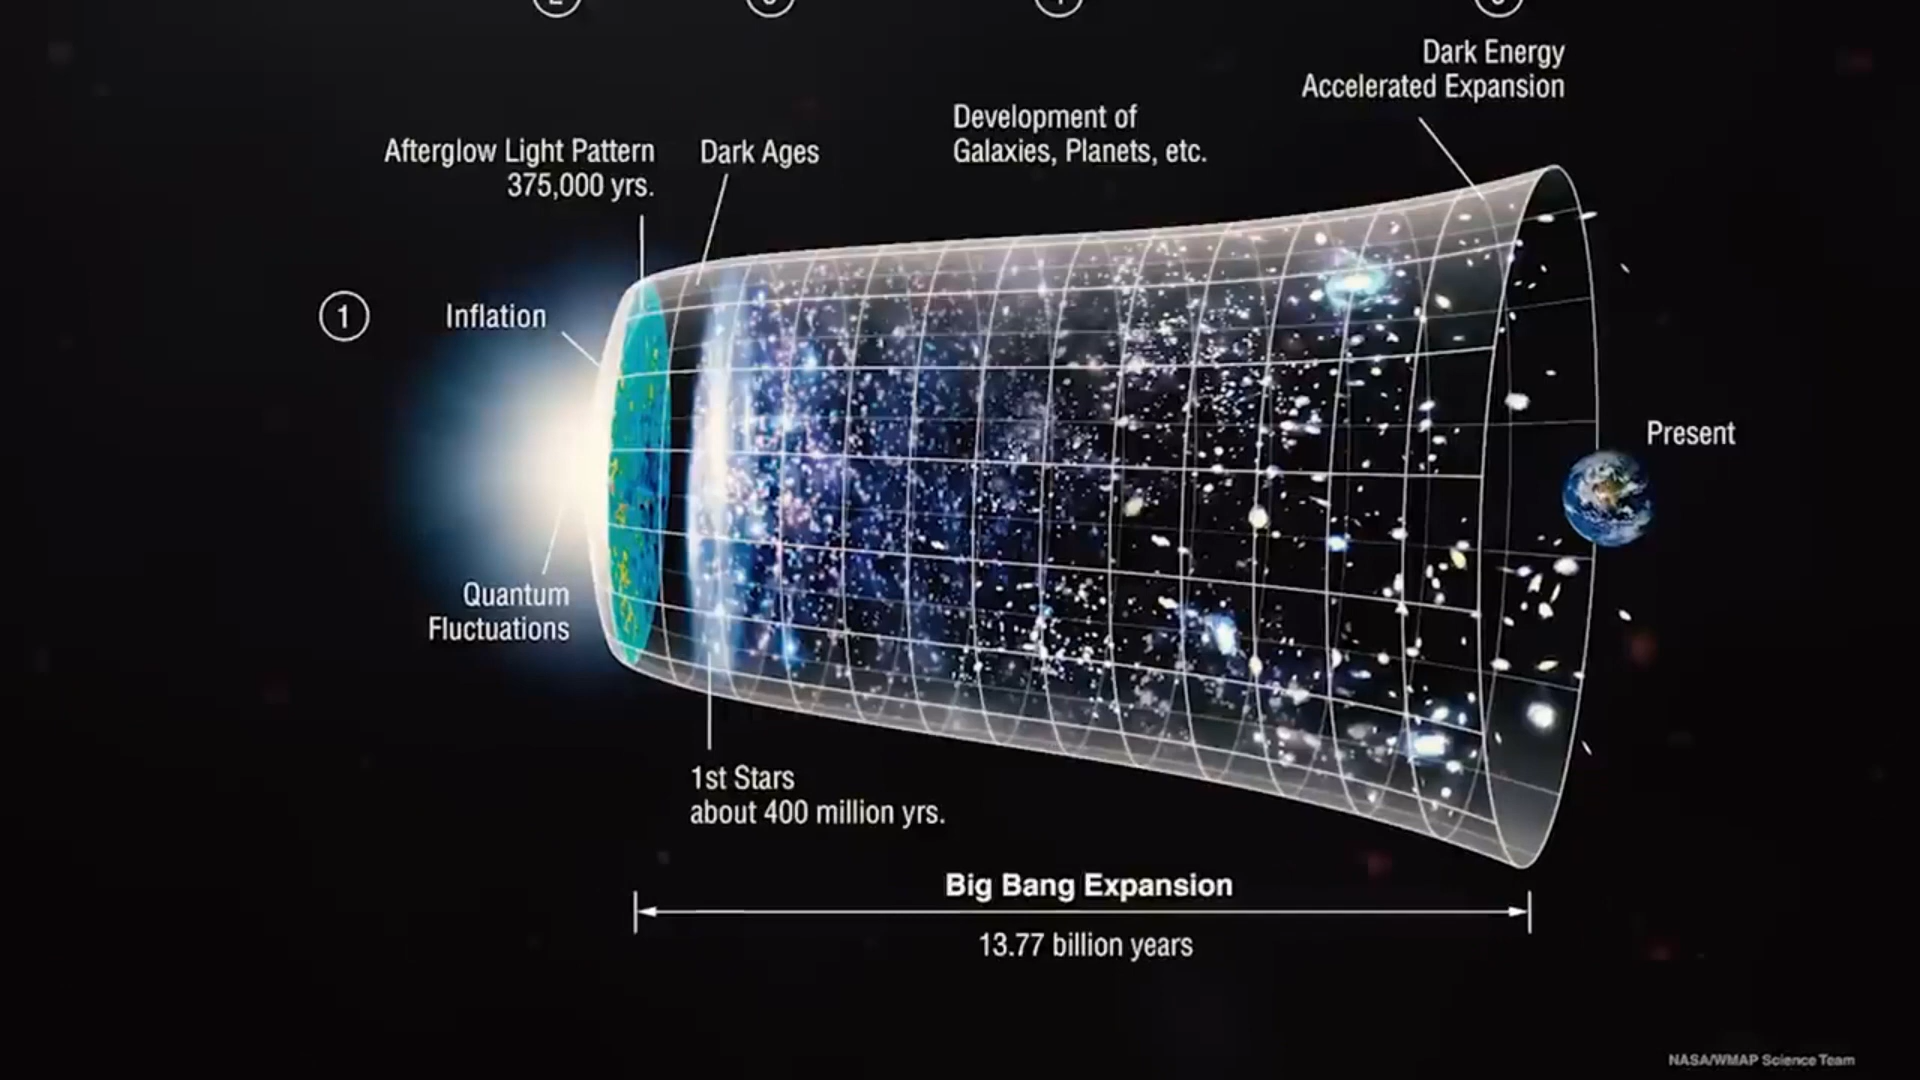 Dark Energy
Accelerated Expansion
Development of
Galaxies, Planets, etc.
Afterglow Light Pattern
375,000 yrs.
Dark Ages
1
Inflation
Present
Quantum
Fluctuations
1st Stars
about 400 million yrs.
Big Bang Expansion
13.77 billion years
NASA/WMAP Science Team